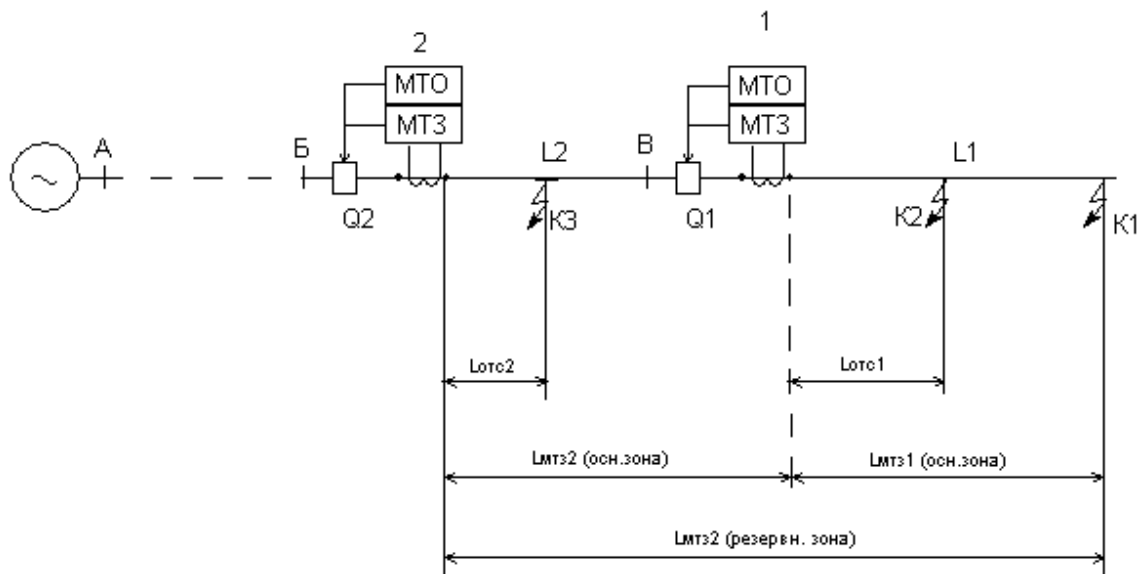 1
2
МТО
МТЗ
МТО
МТЗ
~
А
Б
Q2
L2
К3
В
Q1
L1
К2
К1
Lотс2
Lотс1
Lмтз2 (осн.зона)
Lмтз1 (осн.зона)
Lмтз2 (резервн. зона)